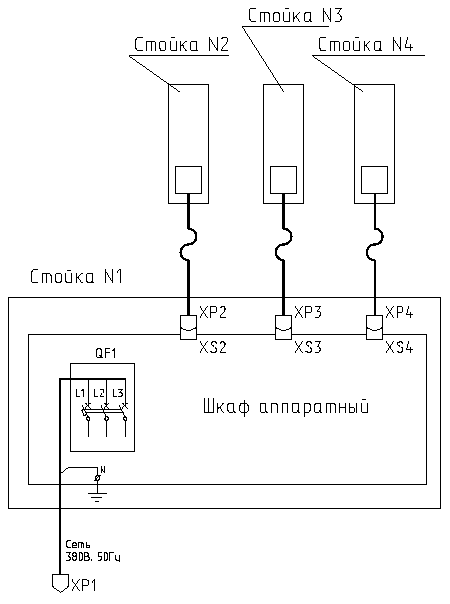 Стойка N3
Стойка N2
Стойка N4
Стойка N1
XP2
XP3
XP4
XS2
XS3
XS4
QF1
L1 L2 L3
Шкаф аппаратный
N
Сеть
380В. 50Гц
XP1